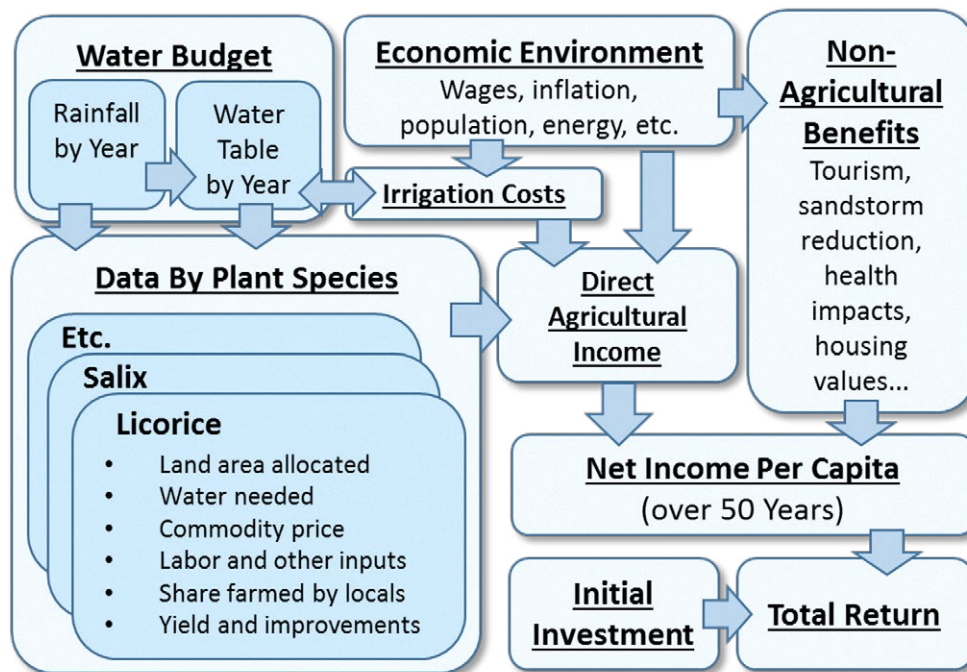 Water Budget
Rainfall
by Year
Water
Table
by Year
Economic Environment
Wages, inflation,
population, energy, etc.
Irrigation Costs
Non-
Agricultural
Benefits
Tourism,
sandstorm
reduction,
health
impacts,
housing
values...
Data By Plant Species
Etc.
Salix
Licorice
• Land area allocated
• Water needed
• Commodity price
• Labor and other inputs
• Share farmed by locals
• Yield and improvements
Direct
Agricultural
Income
Net Income Per Capita
(over 50 Years)
Initial
Investment
Total Return